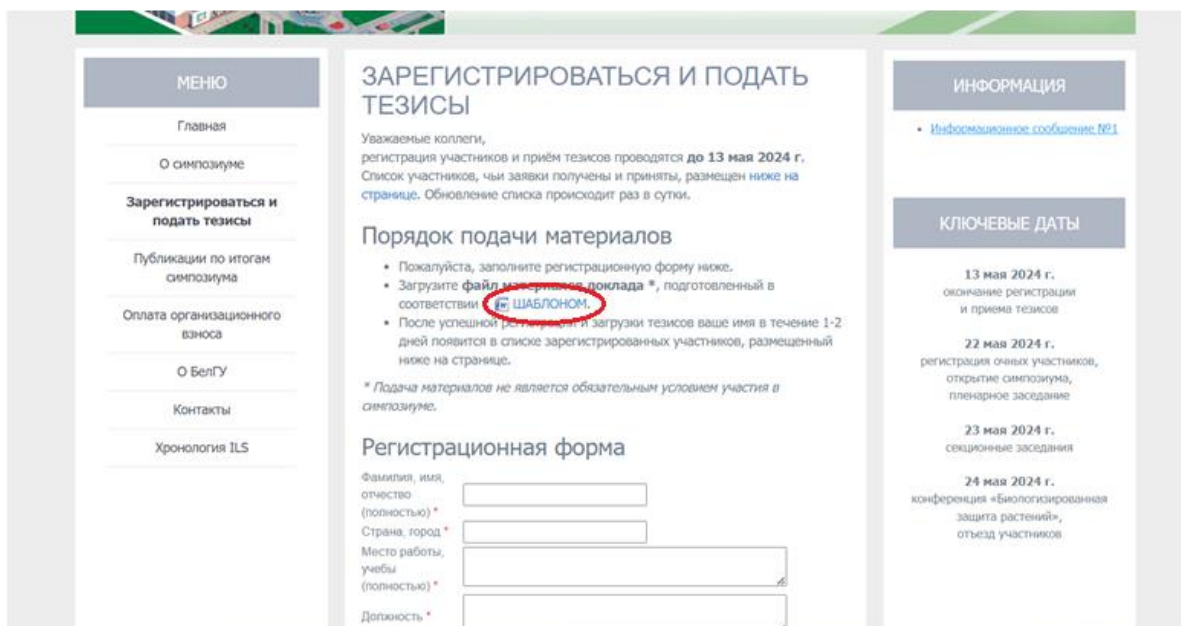 МЕНЮ
Главная
О симпозиуме
Зарегистрироваться и
подать тезисы
Публикации по итогам
симпозиума
Оплата организационного
взноса
О БелГУ
Контакты
Хронология ILS
ЗАРЕГИСТРИРОВАТЬСЯ И ПОДАТЬ
ТЕЗИСЫ
Уважаемые коллеги,
регистрация участников и приём тезисов проводятся до 13 мая 2024 г.
Список участников, чьи заявки получены и приняты, размещен ниже на
странице. Обновление списка происходит раз в сутки.
Порядок подачи материалов
• Пожалуйста, заполните регистрационную форму ниже.
• Загрузите файл материалов доклада *, подготовленный в
соответствии ШАБЛОНОМ.
• После успешной регистрации и загрузки тезисов ваше имя в течение 1-2
дней появится в списке зарегистрированных участников, размещенный
ниже на странице.
* Подача материалов не является обязательным условием участия в
симпозиуме.
Регистрационная форма
Фамилия, имя,
отчество
(полностью) *
Страна, город *
Место работы,
учебы
(полностью) *
Должность *
ИНФОРМАЦИЯ
• Информационное сообщение №1
КЛЮЧЕВЫЕ ДАТЫ
13 мая 2024 г.
окончание регистрации
и приема тезисов
22 мая 2024 г.
регистрация очных участников,
открытие симпозиума,
пленарное заседание
23 мая 2024 г.
секционные заседания
24 мая 2024 г.
конференция «Биологизированная
защита растений»,
отъезд участников